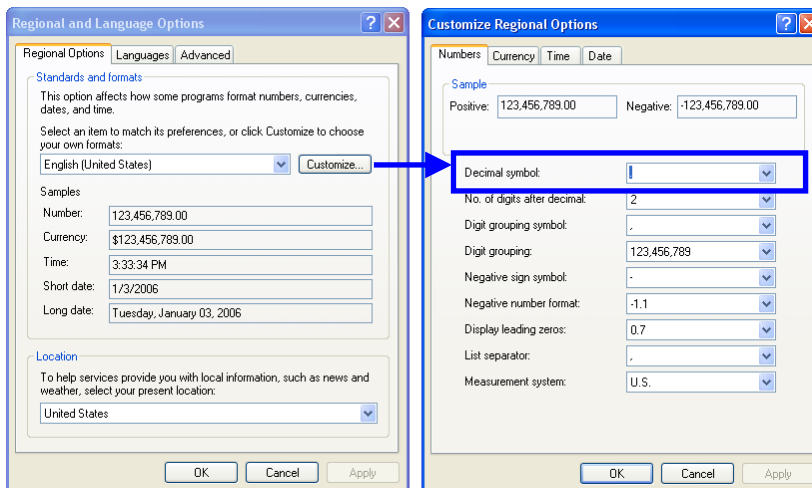 Regional and Language Options
Regional Options Languages Advanced
Standards and formats
This option affects how some programs format numbers, currencies,
dates, and time.
Select an item to match its preferences, or click Customize to choose
your own formats:
English (United States) Customize...
Samples
Number: 123,456,789.00
Currency: $123,456,789.00
Time: 3:33:34 PM
Short date: 1/3/2006
Long date: Tuesday, January 03, 2006
Location
To help services provide you with local information, such as news and
weather, select your present location:
United States
OK Cancel Apply
Customize Regional Options
Numbers Currency Time Date
Sample
Positive: 123,456,789.00 Negative: -123,456,789.00
Decimal symbol: .
No. of digits after decimal: 2
Digit grouping symbol: ,
Digit grouping: 123,456,789
Negative sign symbol: -
Negative number format: -1.1
Display leading zeros: 0.7
List separator: ,
Measurement system: U.S.
OK Cancel Apply